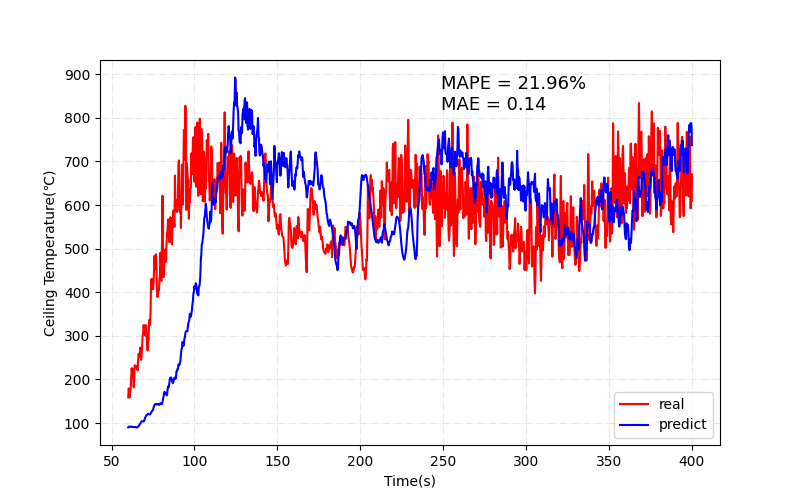 MAPE = 21.96%
MAE = 0.14
900
800
700
600
500
400
300
200
100
Ceiling Temperature(℃)
50 100 150 200 250 300 350 400
Time(s)
real
predict